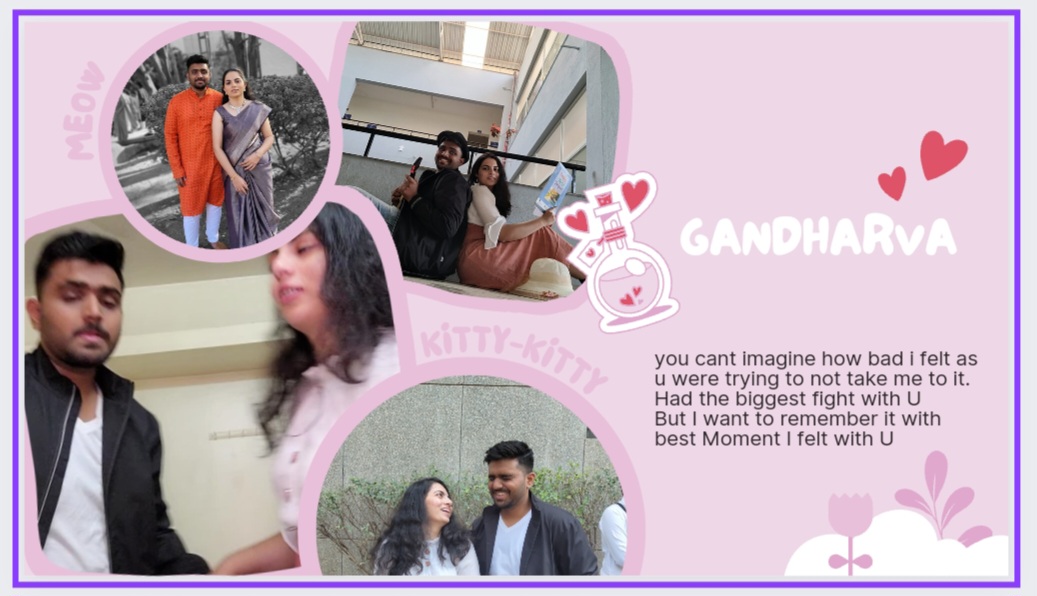 MEOW
GANDHARVA
KITTY-KITTY
you cant imagine how bad i felt as
u were trying to not take me to it.
Had the biggest fight with U
But I want to remember it with
best Moment I felt with U